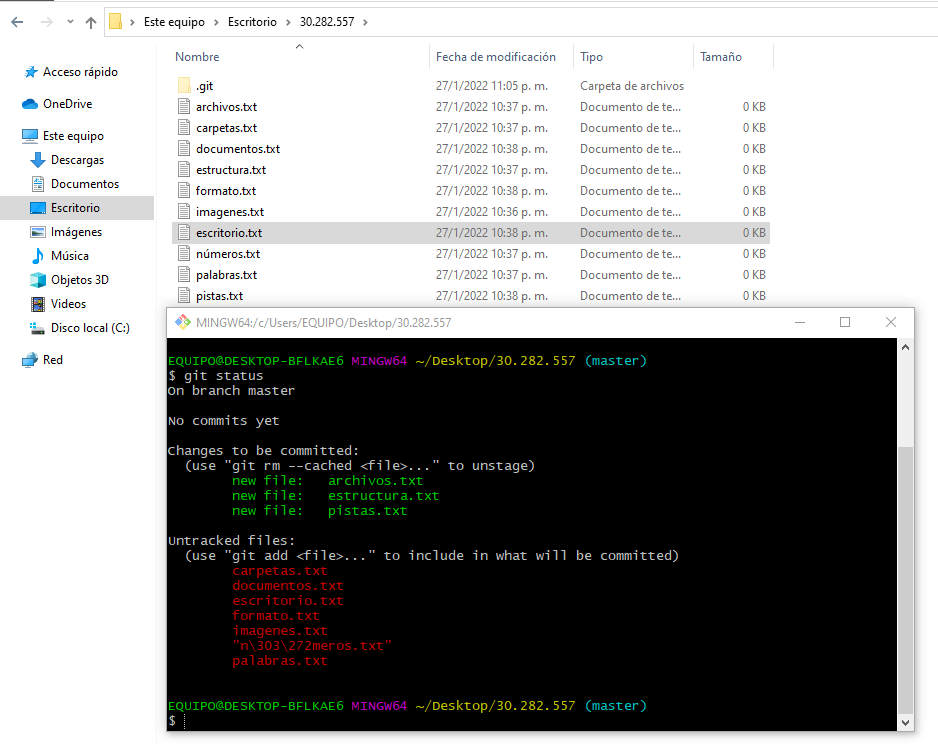 Este equipo > Escritorio > 30.282.557 >
Nombre Fecha de modificación Tipo Tamaño
Acceso rápido
OneDrive
Este equipo
Descargas
Documentos
Escritorio
Imágenes
Música
Objetos 3D
Videos
Disco local (C:)
Red
.git 27/1/2022 11:05 p. m. Carpeta de archivos
archivos.txt 27/1/2022 10:37 p. m. Documento de te... 0 KB
carpetas.txt 27/1/2022 10:37 p. m. Documento de te... 0 KB
documentos.txt 27/1/2022 10:38 p. m. Documento de te... 0 KB
estructura.txt 27/1/2022 10:37 p. m. Documento de te... 0 KB
formato.txt 27/1/2022 10:38 p. m. Documento de te... 0 KB
imagenes.txt 27/1/2022 10:36 p. m. Documento de te... 0 KB
escritorio.txt 27/1/2022 10:38 p. m. Documento de te... 0 KB
números.txt 27/1/2022 10:37 p. m. Documento de te... 0 KB
palabras.txt 27/1/2022 10:37 p. m. Documento de te... 0 KB
pistas.txt 27/1/2022 10:38 p. m. Documento de te... 0 KB
MINGW64:/c/Users/EQUIPO/Desktop/30.282.557
EQUIPO@DESKTOP-BFLKAE6 MINGW64 ~/Desktop/30.282.557 (master)
$ git status
On branch master
No commits yet
Changes to be committed:
(use "git rm --cached <file>..." to unstage)
new file: archivos.txt
new file: estructura.txt
new file: pistas.txt
Untracked files:
(use "git add <file>..." to include in what will be committed)
carpetas.txt
documentos.txt
escritorio.txt
formato.txt
imagenes.txt
"n\303\272meros.txt"
palabras.txt
EQUIPO@DESKTOP-BFLKAE6 MINGW64 ~/Desktop/30.282.557 (master)
$